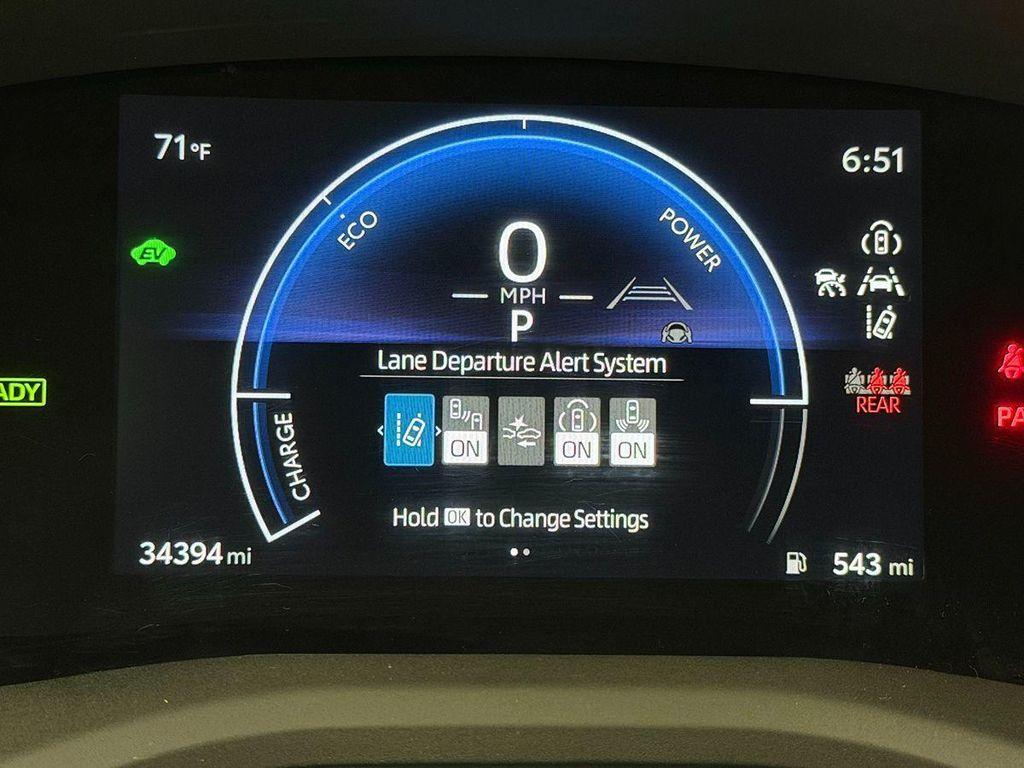 71°F
6:51
ECO
POWER
EV
0
MPH
P
Lane Departure Alert System
REAR
CHARGE
ON
ON
ON
Hold OK to Change Settings
34394 mi
543 mi